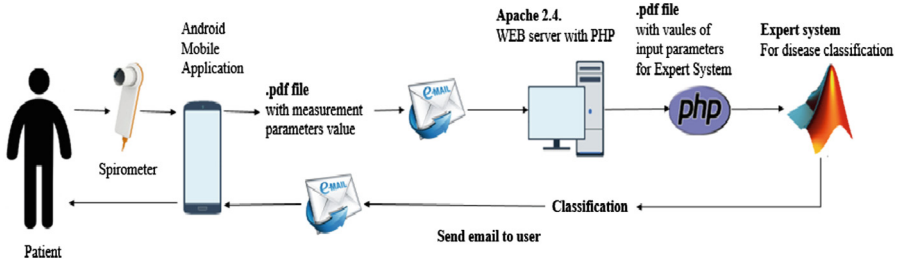 Android
Mobile
Application
.pdf file
with measurement
parameters value
e-MAIL
Apache 2.4.
WEB server with PHP
.pdf file
with vaules of
input parameters
for Expert System
php
Expert system
For disease classification
Spirometer
Patient
e-MAIL
Classification
Send email to user